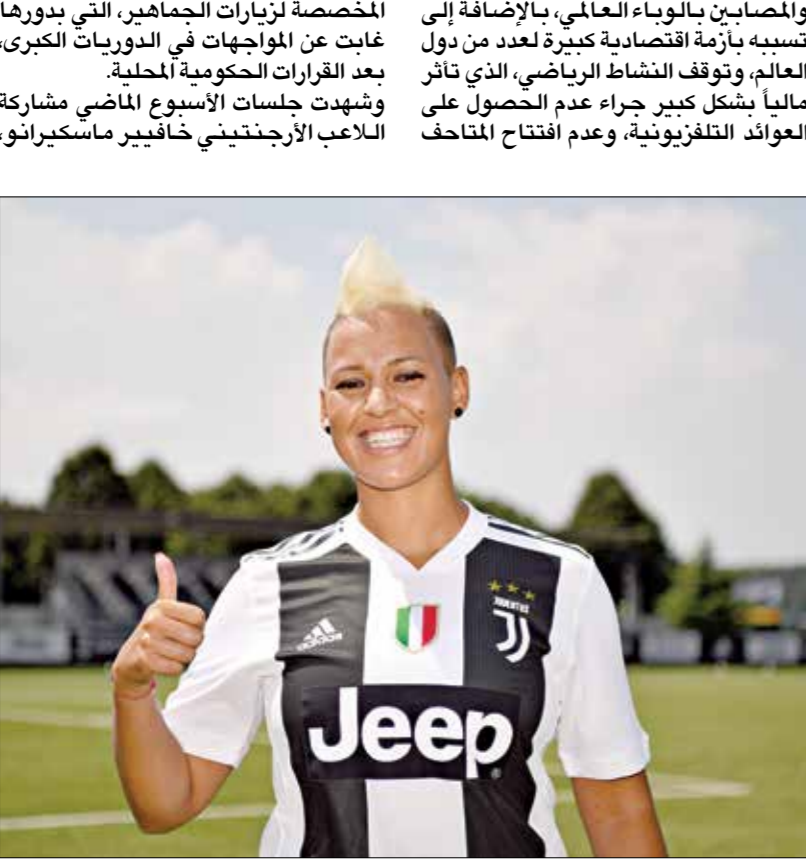 والمصابين بالوباء العالمي، بالإضافة إلى
تسببه بأزمة اقتصادية كبيرة لعدد من دول
العالم، وتوقف النشاط الرياضي، الذي تأثر
مالياً بشكل كبير جراء عدم الحصول على
العوائد التلفزيونية، وعدم افتتاح المتاحف
المخصصة لزيارات الجماهير، التي بدورها
غابت عن المواجهات في الدوريات الكبرى،
بعد القرارات الحكومية المحلية.
وشهدت جلسات الأسبوع الماضي مشاركة
اللاعب الأرجنتيني خافيير ماسكيرانو،
adidas
JUVENTUS
Jeep